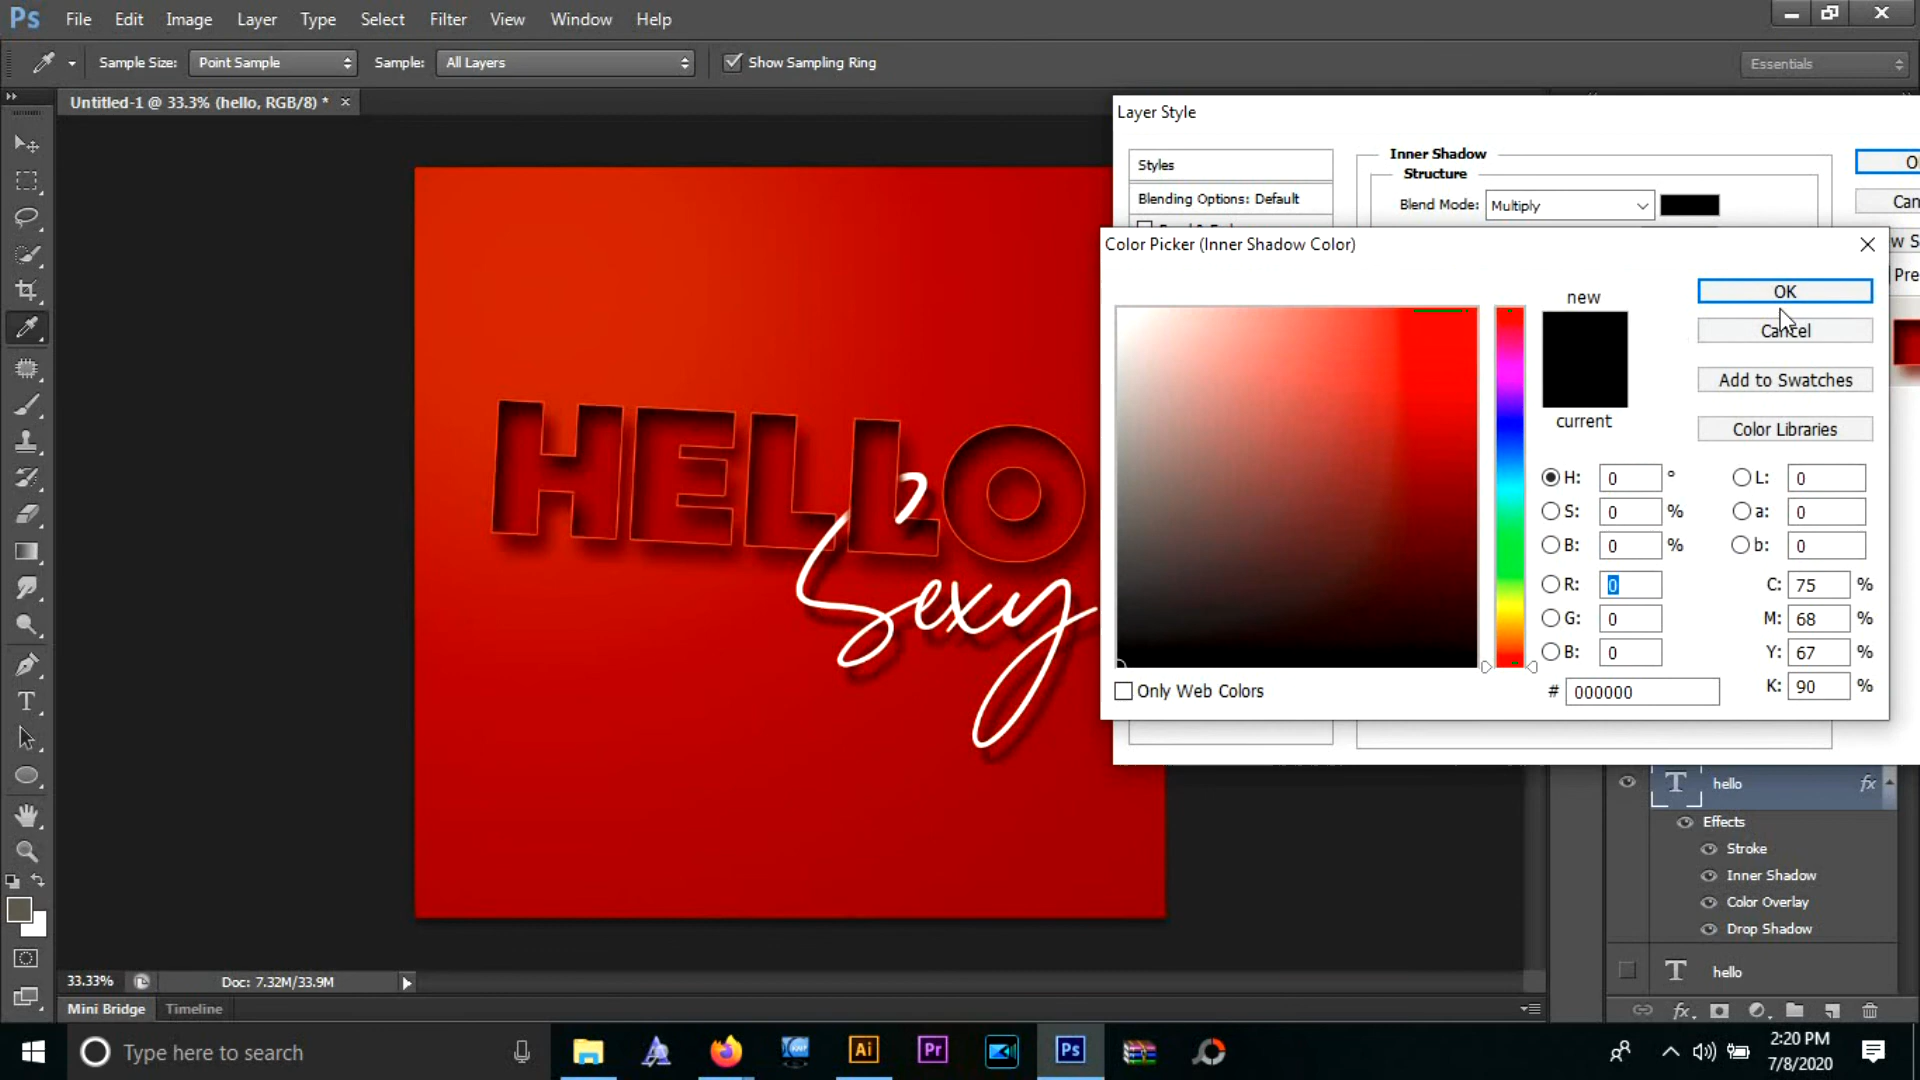 Ps File Edit Image Layer Type Select Filter View Window Help
Sample Size: Point Sample Sample: All Layers Show Sampling Ring Essentials
Untitled-1 @ 33.3% (hello, RGB/8) *
Layer Style
Styles
Blending Options: Default
Inner Shadow
Structure
Blend Mode: Multiply
Color Picker (Inner Shadow Color)
new
current
OK
Cancel
Add to Swatches
Color Libraries
H: 0 °
S: 0 %
B: 0 %
R: 0
G: 0
B: 0
L: 0
a: 0
b: 0
C: 75 %
M: 68 %
Y: 67 %
K: 90 %
# 000000
Only Web Colors
HELLO
Sexy
T hello fx
Effects
Stroke
Inner Shadow
Color Overlay
Drop Shadow
T hello
33.33% Doc: 7.32M/33.9M
Mini Bridge Timeline
Type here to search
Ai Pr Ps
2:20 PM
7/8/2020